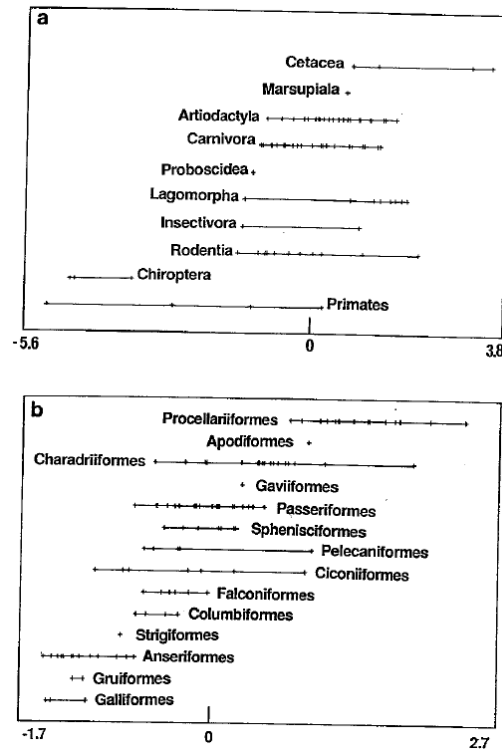 a
Cetacea
Marsupiala
Artiodactyla
Carnivora
Proboscidea
Lagomorpha
Insectivora
Rodentia
Chiroptera
Primates
-5.6 0 3.8
b
Procellariiformes
Apodiformes
Charadriiformes
Gaviiformes
Passeriformes
Sphenisciformes
Pelecaniformes
Ciconiiformes
Falconiformes
Columbiformes
Strigiformes
Anseriformes
Gruiformes
Galliformes
-1.7 0 2.7